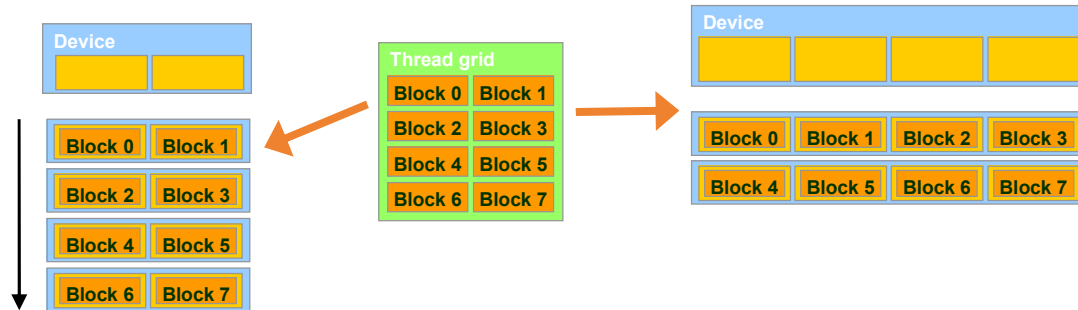 Device
Block 0 Block 1
Block 2 Block 3
Block 4 Block 5
Block 6 Block 7
Thread grid
Block 0 Block 1
Block 2 Block 3
Block 4 Block 5
Block 6 Block 7
Device
Block 0 Block 1 Block 2 Block 3
Block 4 Block 5 Block 6 Block 7